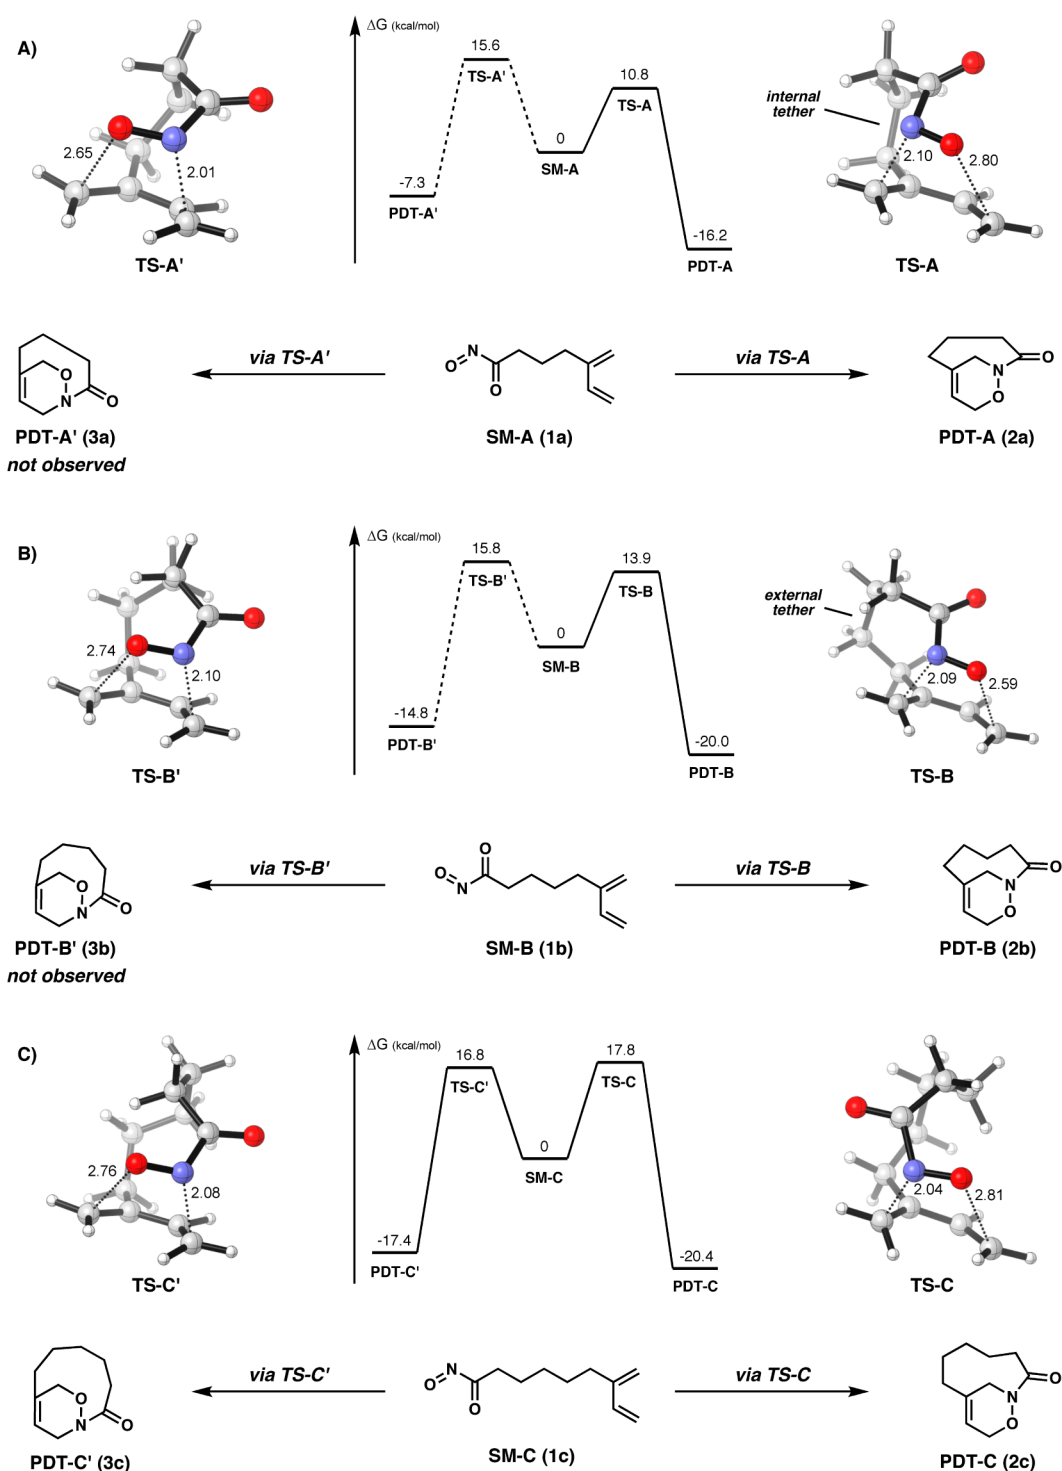 A)
ΔG (kcal/mol)
15.6
TS-A'
10.8
TS-A
0
SM-A
-7.3
PDT-A'
-16.2
PDT-A
2.65
2.01
TS-A'
internal
tether
2.10
2.80
TS-A
via TS-A'
via TS-A
O
N
O
PDT-A' (3a)
not observed
O
N
O
SM-A (1a)
N
O
O
PDT-A (2a)
B)
ΔG (kcal/mol)
15.8
TS-B'
13.9
TS-B
0
SM-B
-14.8
PDT-B'
-20.0
PDT-B
2.74
2.10
TS-B'
external
tether
2.09
2.59
TS-B
via TS-B'
via TS-B
O
N
O
PDT-B' (3b)
not observed
O
O
N
SM-B (1b)
O
N
O
PDT-B (2b)
C)
ΔG (kcal/mol)
16.8
TS-C'
17.8
TS-C
0
SM-C
-17.4
PDT-C'
-20.4
PDT-C
2.76
2.08
TS-C'
2.04
2.81
TS-C
via TS-C'
via TS-C
O
N
O
PDT-C' (3c)
N
O
O
SM-C (1c)
O
N
O
PDT-C (2c)